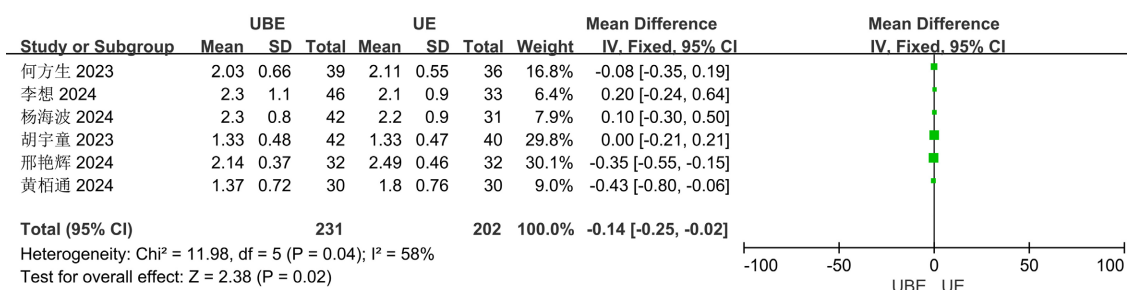 UBE UE Mean Difference Mean Difference
Study or Subgroup Mean SD Total Mean SD Total Weight IV, Fixed, 95% CI IV, Fixed, 95% CI
何方生 2023 2.03 0.66 39 2.11 0.55 36 16.8% -0.08 [-0.35, 0.19]
李想 2024 2.3 1.1 46 2.1 0.9 33 6.4% 0.20 [-0.24, 0.64]
杨海波 2024 2.3 0.8 42 2.2 0.9 31 7.9% 0.10 [-0.30, 0.50]
胡宇童 2023 1.33 0.48 42 1.33 0.47 40 29.8% 0.00 [-0.21, 0.21]
邢艳辉 2024 2.14 0.37 32 2.49 0.46 32 30.1% -0.35 [-0.55, -0.15]
黄栢通 2024 1.37 0.72 30 1.8 0.76 30 9.0% -0.43 [-0.80, -0.06]
Total (95% CI) 231 202 100.0% -0.14 [-0.25, -0.02]
Heterogeneity: Chi² = 11.98, df = 5 (P = 0.04); I² = 58%
Test for overall effect: Z = 2.38 (P = 0.02)
-100 -50 0 50 100
UBE UE